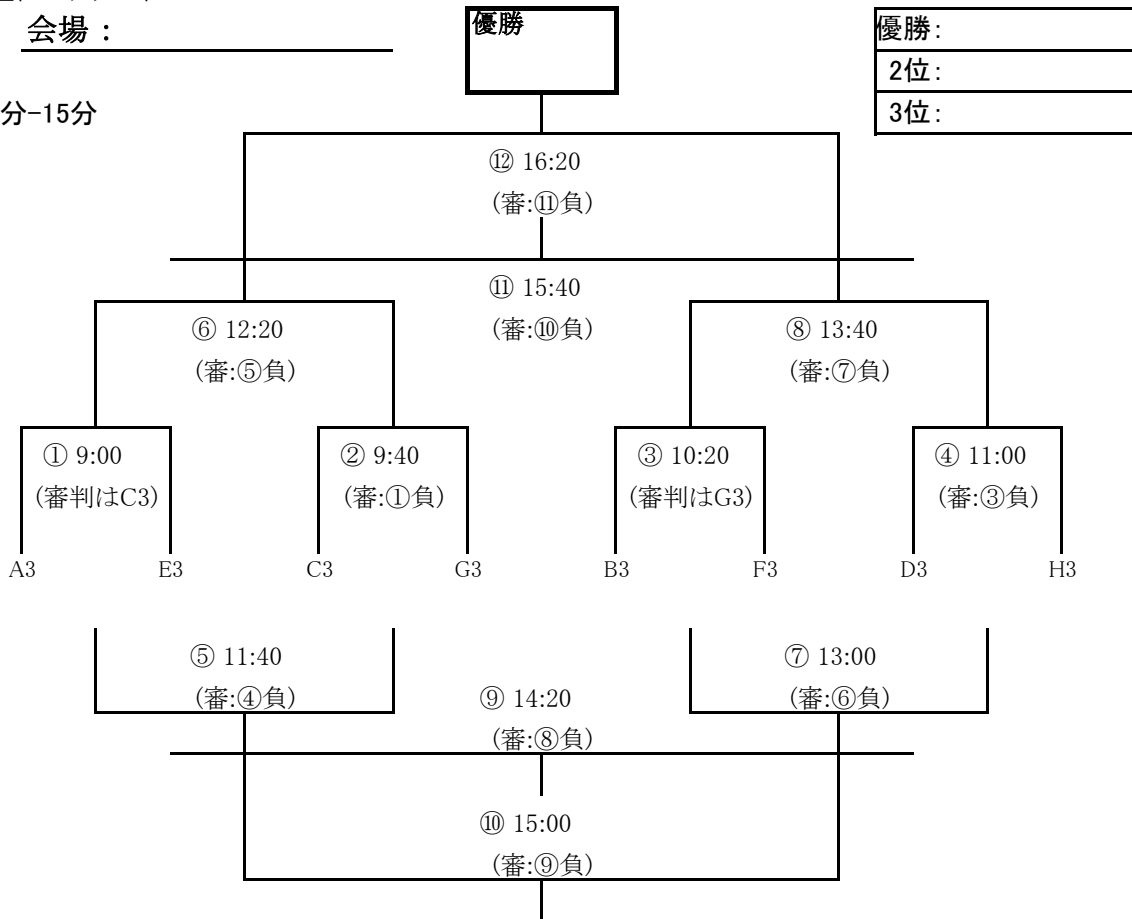 会場：
優勝
優勝:
2位:
3位:
分-15分
⑫ 16:20
(審:⑪負)
⑪ 15:40
(審:⑩負)
⑥ 12:20
(審:⑤負)
⑧ 13:40
(審:⑦負)
① 9:00
(審判はC3)
② 9:40
(審:①負)
③ 10:20
(審判はG3)
④ 11:00
(審:③負)
A3 E3 C3 G3 B3 F3 D3 H3
⑤ 11:40
(審:④負)
⑦ 13:00
(審:⑥負)
⑨ 14:20
(審:⑧負)
⑩ 15:00
(審:⑨負)